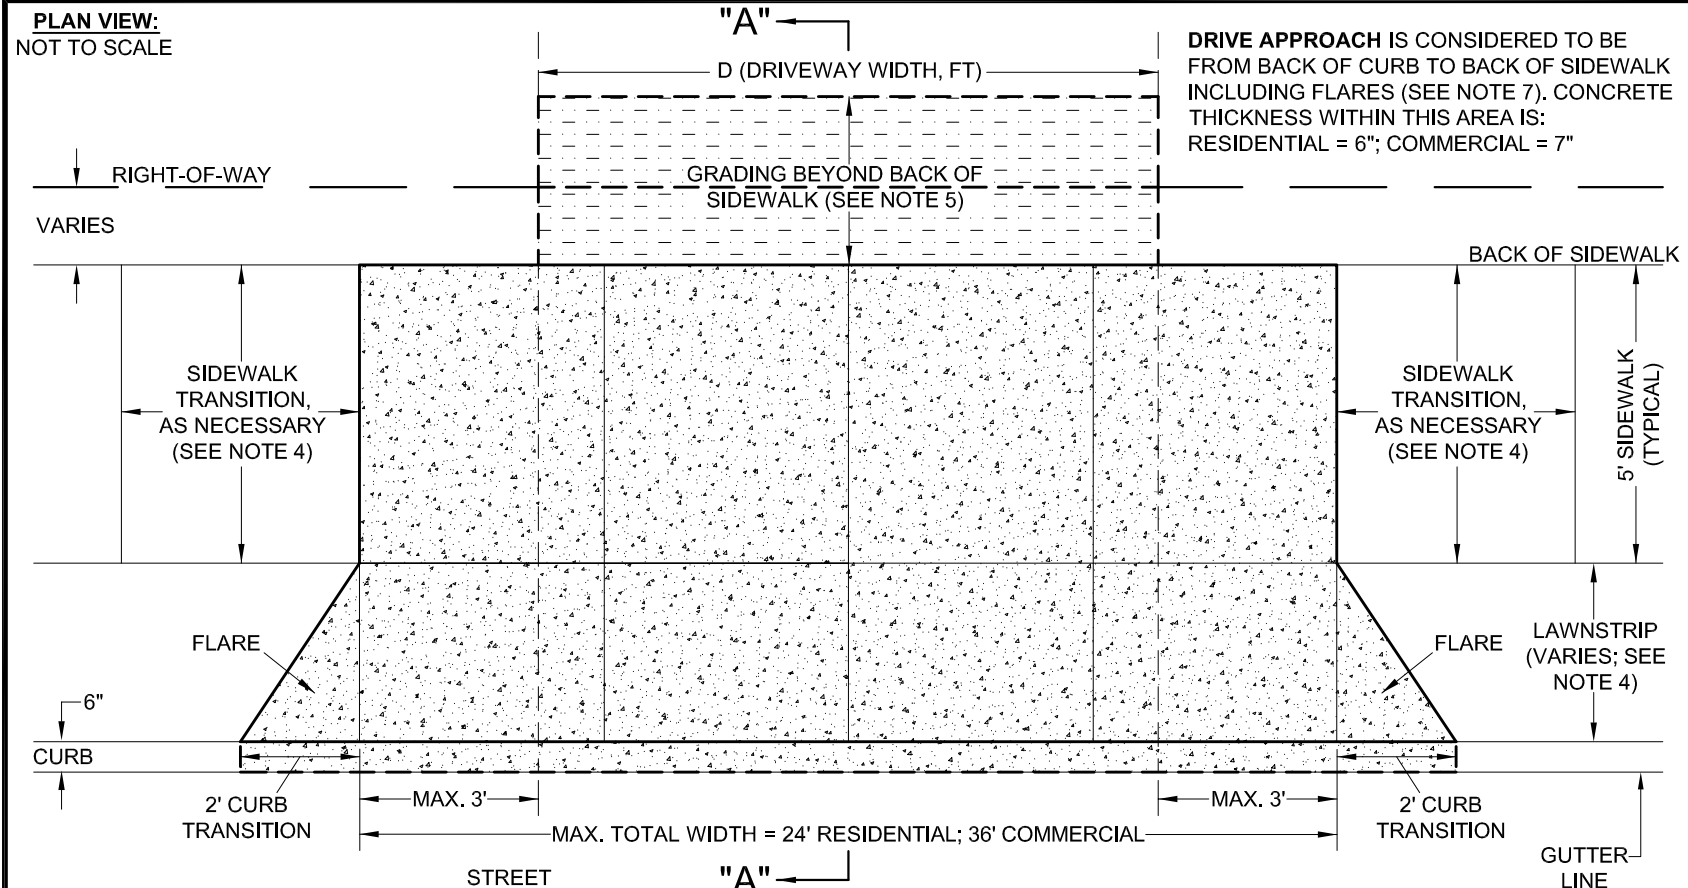 PLAN VIEW:
NOT TO SCALE
"A"
D (DRIVEWAY WIDTH, FT)
DRIVE APPROACH IS CONSIDERED TO BE
FROM BACK OF CURB TO BACK OF SIDEWALK
INCLUDING FLARES (SEE NOTE 7). CONCRETE
THICKNESS WITHIN THIS AREA IS:
RESIDENTIAL = 6"; COMMERCIAL = 7"
RIGHT-OF-WAY
GRADING BEYOND BACK OF
SIDEWALK (SEE NOTE 5)
VARIES
BACK OF SIDEWALK
SIDEWALK
TRANSITION,
AS NECESSARY
(SEE NOTE 4)
SIDEWALK
TRANSITION,
AS NECESSARY
(SEE NOTE 4)
5' SIDEWALK
(TYPICAL)
FLARE
FLARE
LAWNSTRIP
(VARIES; SEE
NOTE 4)
6"
CURB
2' CURB
TRANSITION
MAX. 3'
MAX. 3'
2' CURB
TRANSITION
MAX. TOTAL WIDTH = 24' RESIDENTIAL; 36' COMMERCIAL
GUTTER
LINE
STREET
"A"